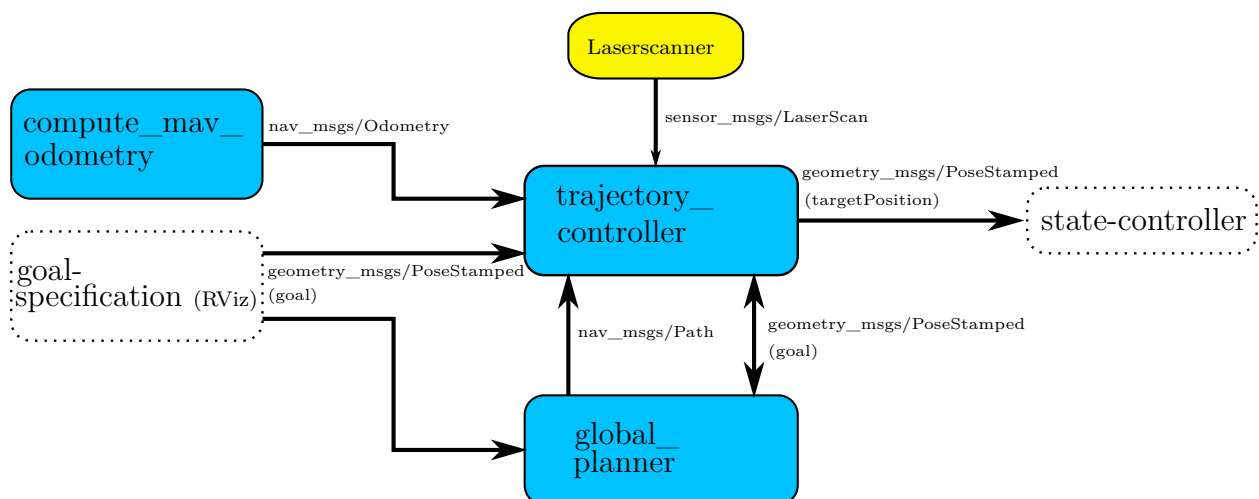 Laserscanner
sensor_msgs/LaserScan
compute_mav_
odometry
nav_msgs/Odometry
trajectory_
controller
geometry_msgs/PoseStamped
(targetPosition)
state-controller
goal-
specification (RViz)
geometry_msgs/PoseStamped
(goal)
nav_msgs/Path
geometry_msgs/PoseStamped
(goal)
global_
planner